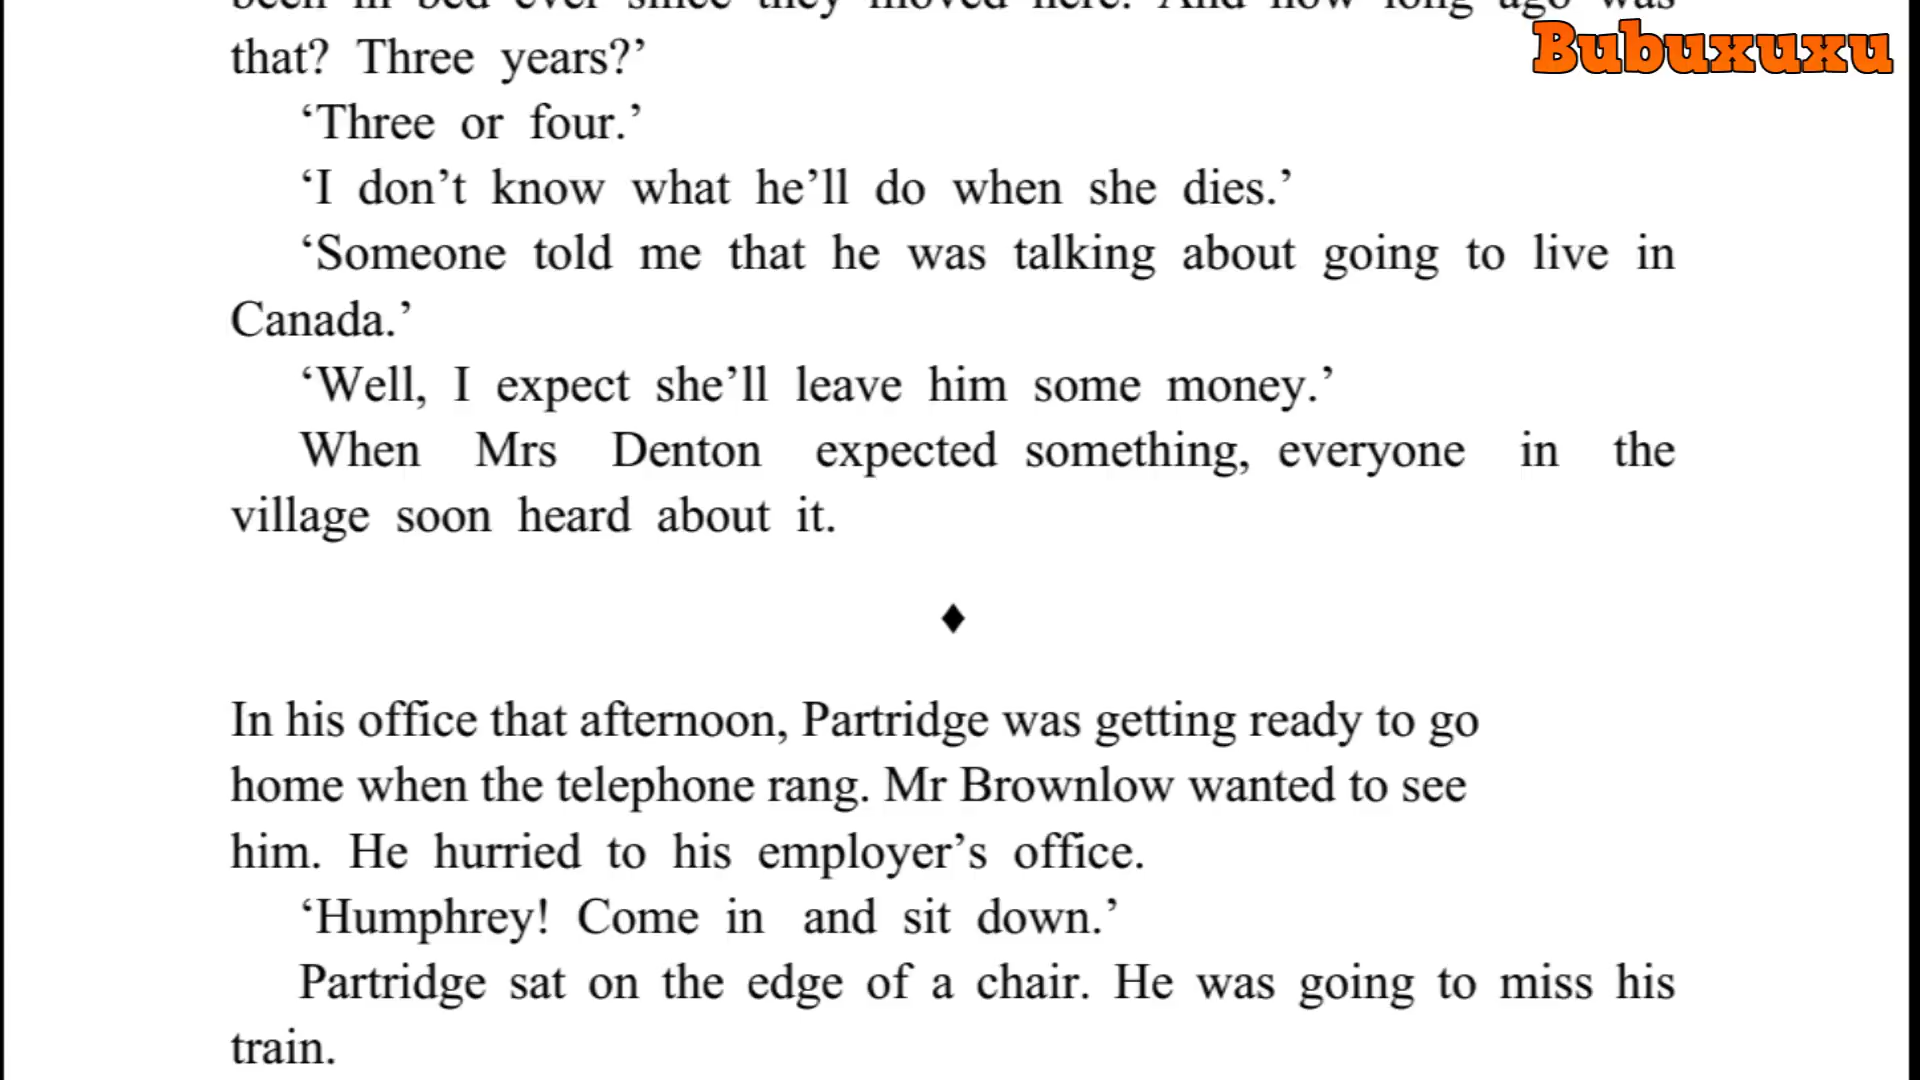 been in bed ever since they moved here. And how long ago was
Bubuxuxu
that? Three years?’
‘Three or four.’
‘I don’t know what he’ll do when she dies.’
‘Someone told me that he was talking about going to live in
Canada.’
‘Well, I expect she’ll leave him some money.’
When Mrs Denton expected something, everyone in the
village soon heard about it.
♦
In his office that afternoon, Partridge was getting ready to go
home when the telephone rang. Mr Brownlow wanted to see
him. He hurried to his employer’s office.
‘Humphrey! Come in and sit down.’
Partridge sat on the edge of a chair. He was going to miss his
train.